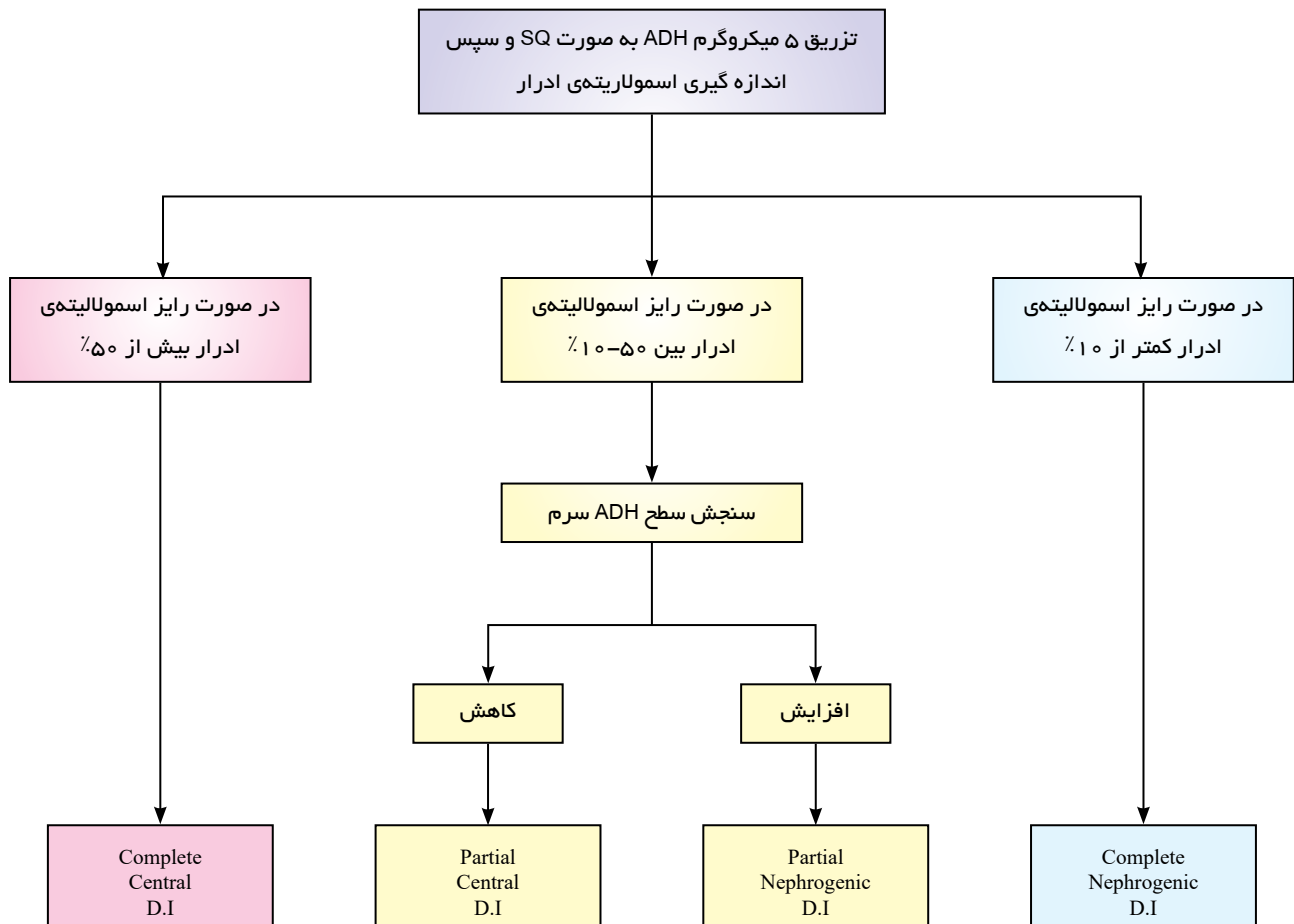 تزریق ۵ میکروگرم ADH به صورت SQ و سپس
اندازه گیری اسمولاریته‌ی ادرار
در صورت رایز اسمولالیته‌ی
ادرار بیش از ۵۰٪
در صورت رایز اسمولالیته‌ی
ادرار بین ۵۰–۱۰٪
در صورت رایز اسمولالیته‌ی
ادرار کمتر از ۱۰٪
سنجش سطح ADH سرم
کاهش
افزایش
Complete
Central
D.I
Partial
Central
D.I
Partial
Nephrogenic
D.I
Complete
Nephrogenic
D.I